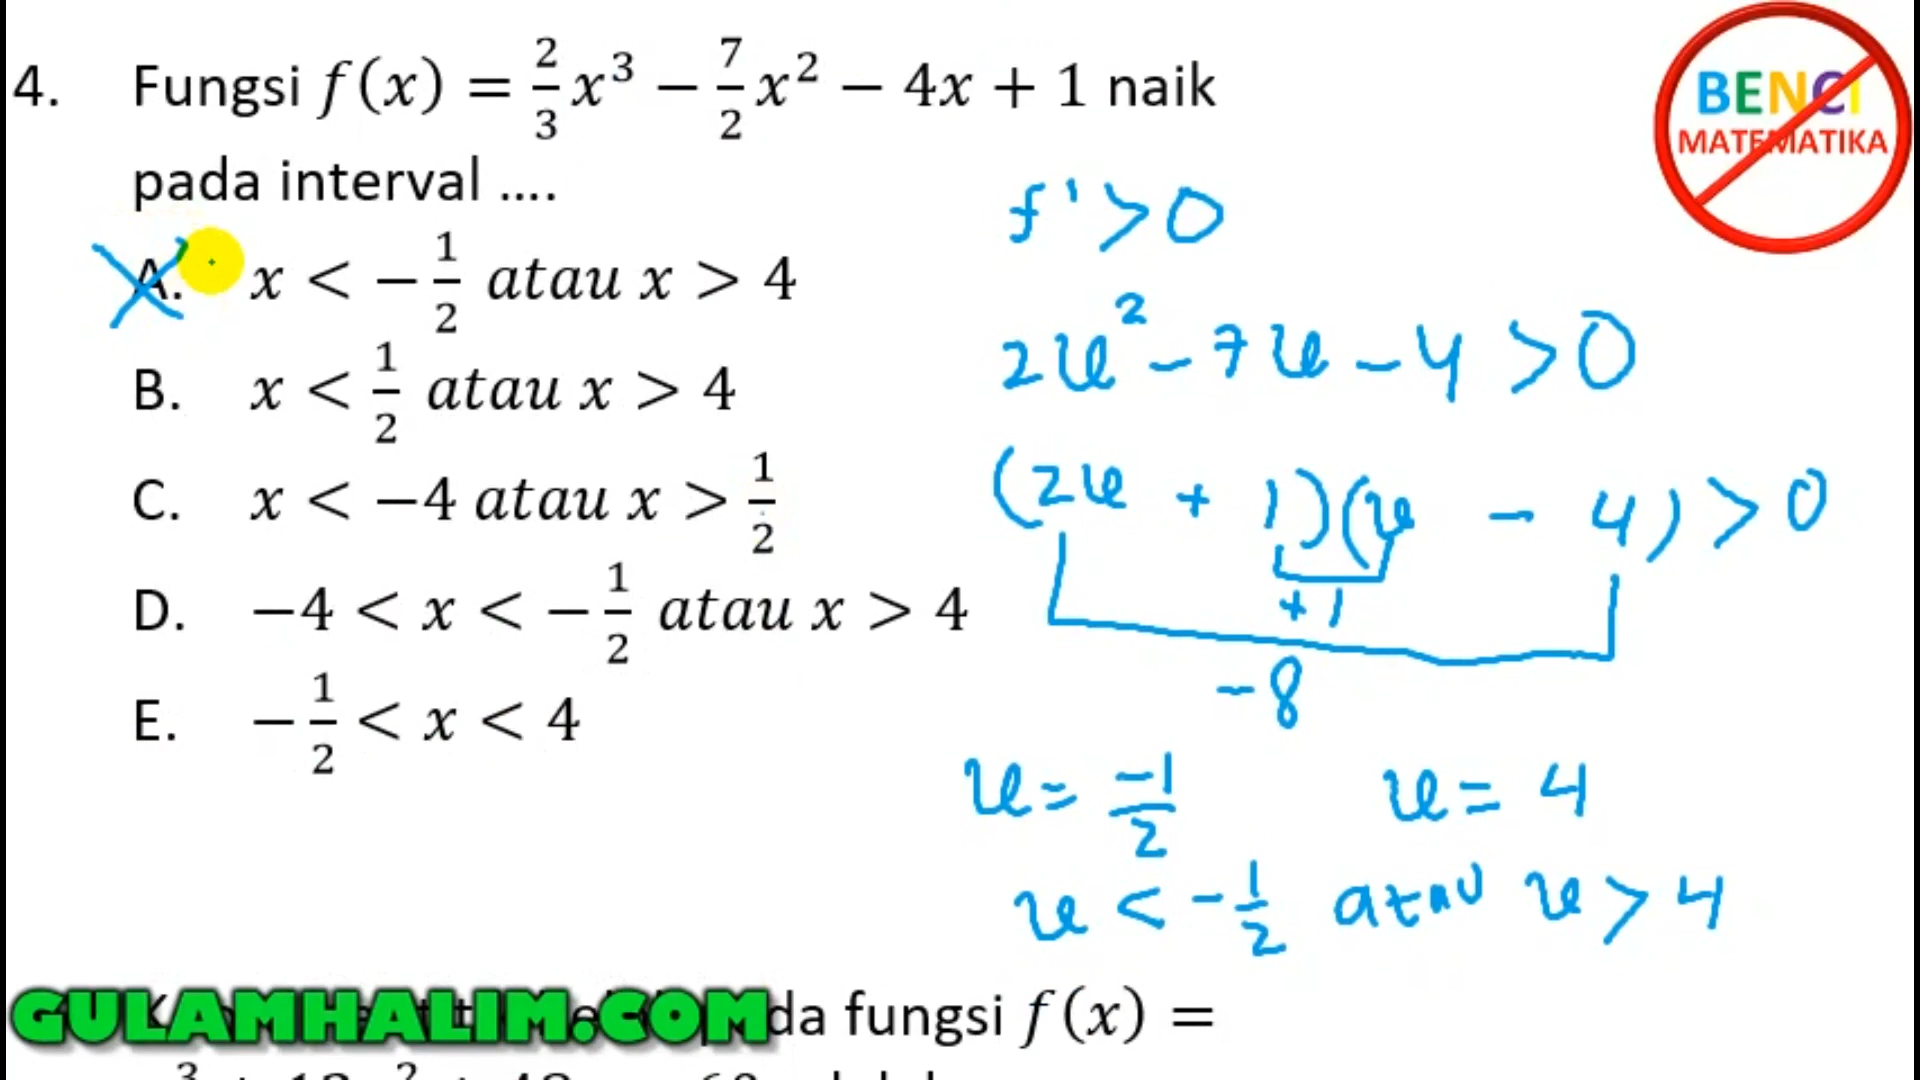 4. Fungsi f(x) = 2/3 x³ − 7/2 x² − 4x + 1 naik
pada interval ....
A. x < −1/2 atau x > 4
B. x < 1/2 atau x > 4
C. x < −4 atau x > 1/2
D. −4 < x < −1/2 atau x > 4
E. −1/2 < x < 4
BENCI
MATEMATIKA
f' > 0
2x² − 7x − 4 > 0
(2x + 1)(x − 4) > 0
+1
−8
x = −1/2 x = 4
x < −1/2 atau x > 4
GULAMHALIM.COM
fungsi f(x) =